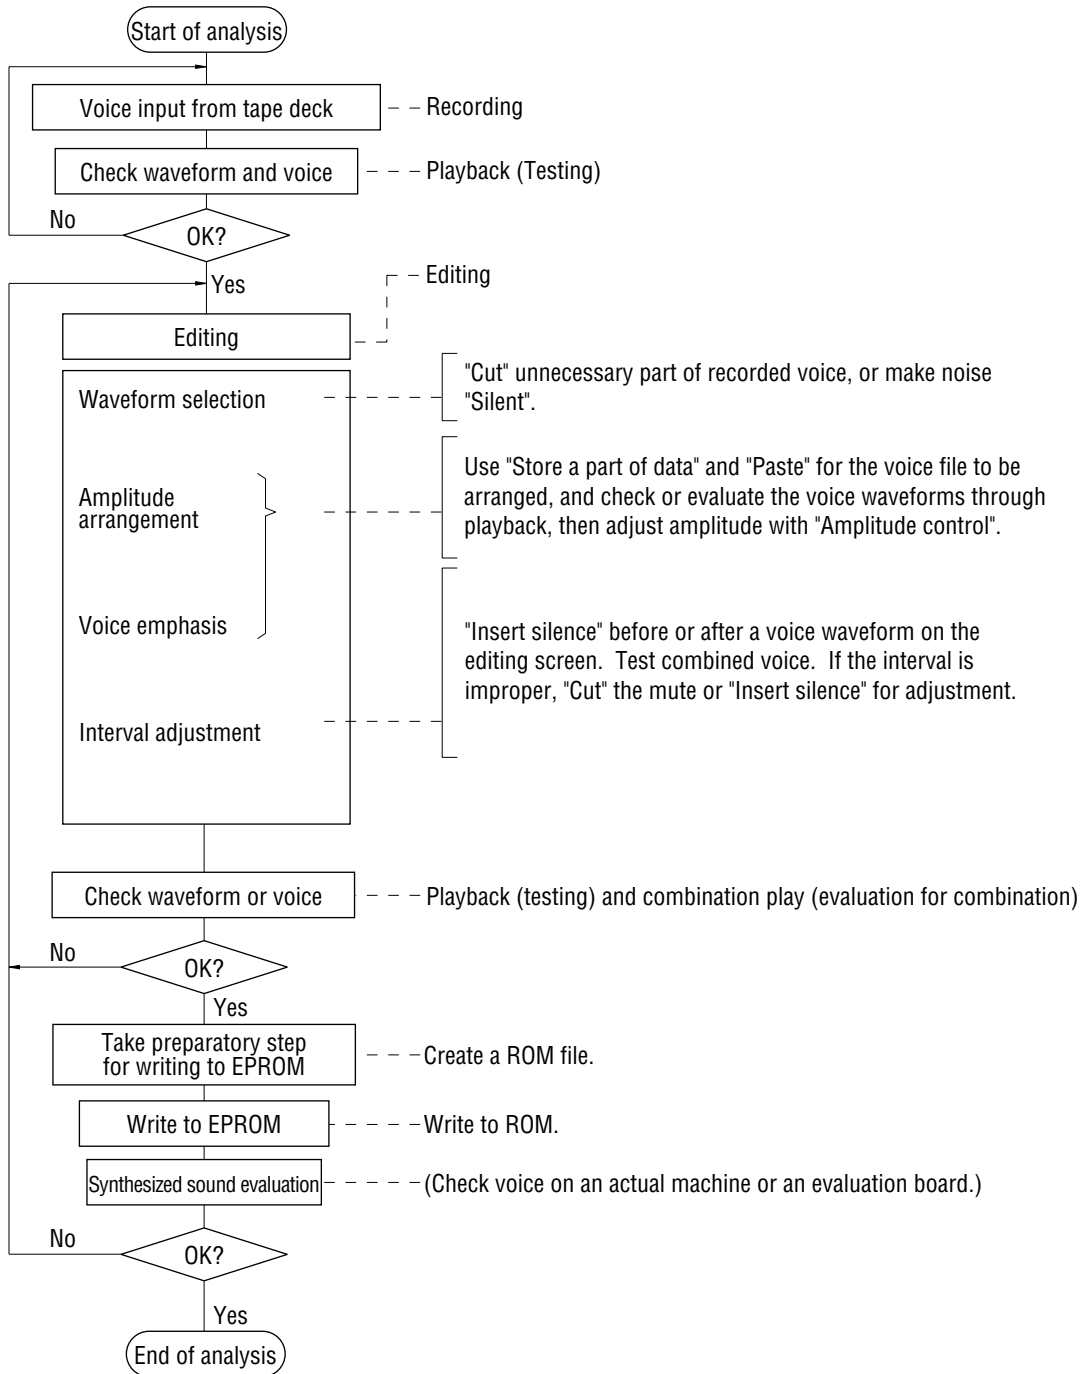 Start of analysis
Voice input from tape deck
Recording
Check waveform and voice
Playback (Testing)
No
OK?
Yes
Editing
Editing
Waveform selection
"Cut" unnecessary part of recorded voice, or make noise
"Silent".
Amplitude
arrangement
Use "Store a part of data" and "Paste" for the voice file to be
arranged, and check or evaluate the voice waveforms through
playback, then adjust amplitude with "Amplitude control".
Voice emphasis
"Insert silence" before or after a voice waveform on the
editing screen.  Test combined voice.  If the interval is
improper, "Cut" the mute or "Insert silence" for adjustment.
Interval adjustment
Check waveform or voice
Playback (testing) and combination play (evaluation for combination)
No
OK?
Yes
Take preparatory step
for writing to EPROM
Create a ROM file.
Write to EPROM
Write to ROM.
Synthesized sound evaluation
(Check voice on an actual machine or an evaluation board.)
No
OK?
Yes
End of analysis